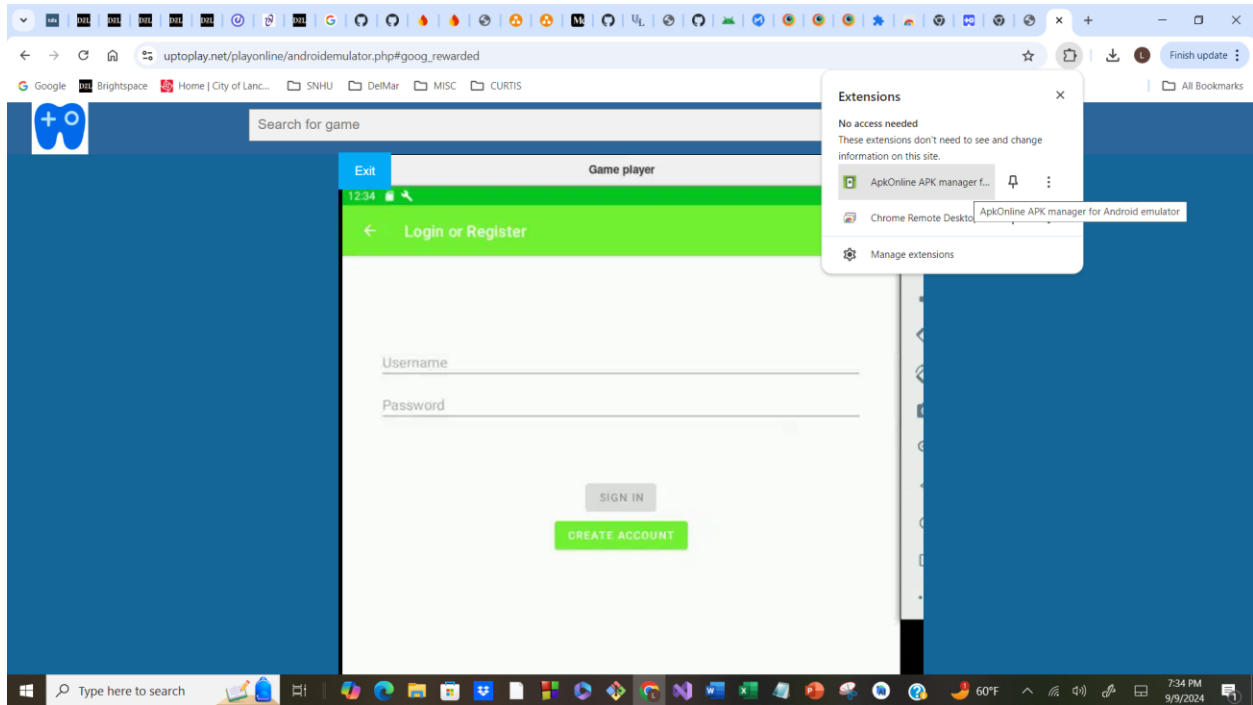 uptoplay.net/playonline/androidemulator.php#goog_rewarded
Finish update
Google
Brightspace
Home | City of Lanc...
SNHU
DelMar
MISC
CURTIS
All Bookmarks
Search for game
Extensions
No access needed
These extensions don't need to see and change
information on this site.
ApkOnline APK manager f...
ApkOnline APK manager for Android emulator
Chrome Remote Deskto
Manage extensions
Exit
Game player
12:34
Login or Register
Username
Password
SIGN IN
CREATE ACCOUNT
Type here to search
60°F
7:34 PM
9/9/2024